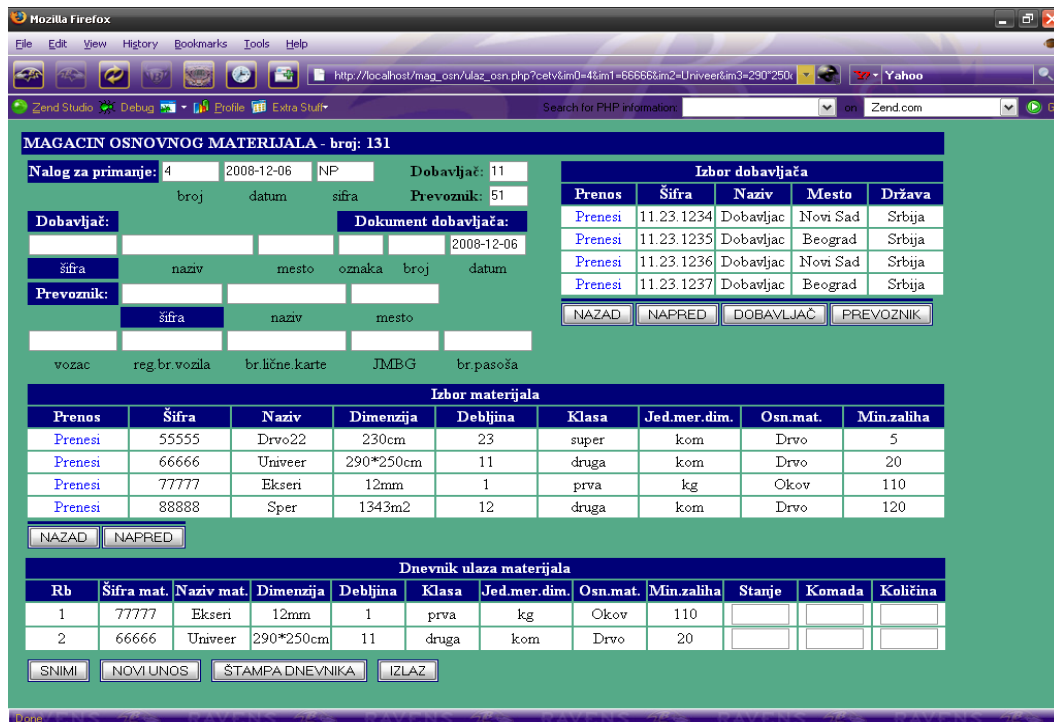 Mozilla Firefox
File Edit View History Bookmarks Tools Help
http://localhost/mag_osn/ulaz_osn.php?cetv&im0=4&im1=66666&im2=Univeer&im3=290*250c Yahoo
Zend Studio Debug Profile Extra Stuff Search for PHP information: on Zend.com G
MAGACIN OSNOVNOG MATERIJALA - broj: 131
Nalog za primanje: 4 2008-12-06 NP Dobavljač: 11
broj datum sifra Prevoznik: 51
Dobavljač: Dokument dobavljača:
2008-12-06
šifra naziv mesto oznaka broj datum
Prevoznik:
šifra naziv mesto
vozac reg.br.vozila br.lične.karte JMBG br.pasoša
Izbor dobavljača
Prenos Šifra Naziv Mesto Država
Prenesi 11.23.1234 Dobavljac Novi Sad Srbija
Prenesi 11.23.1235 Dobavljac Beograd Srbija
Prenesi 11.23.1236 Dobavljac Novi Sad Srbija
Prenesi 11.23.1237 Dobavljac Beograd Srbija
NAZAD NAPRED DOBAVLJAČ PREVOZNIK
Izbor materijala
Prenos Šifra Naziv Dimenzija Debljina Klasa Jed.mer.dim. Osn.mat. Min.zaliha
Prenesi 55555 Drvo22 230cm 23 super kom Drvo 5
Prenesi 66666 Univeer 290*250cm 11 druga kom Drvo 20
Prenesi 77777 Ekseri 12mm 1 prva kg Okov 110
Prenesi 88888 Sper 1343m2 12 druga kom Drvo 120
NAZAD NAPRED
Dnevnik ulaza materijala
Rb Šifra mat. Naziv mat. Dimenzija Debljina Klasa Jed.mer.dim. Osn.mat. Min.zaliha Stanje Komada Količina
1 77777 Ekseri 12mm 1 prva kg Okov 110
2 66666 Univeer 290*250cm 11 druga kom Drvo 20
SNIMI NOVI UNOS ŠTAMPA DNEVNIKA IZLAZ
Done